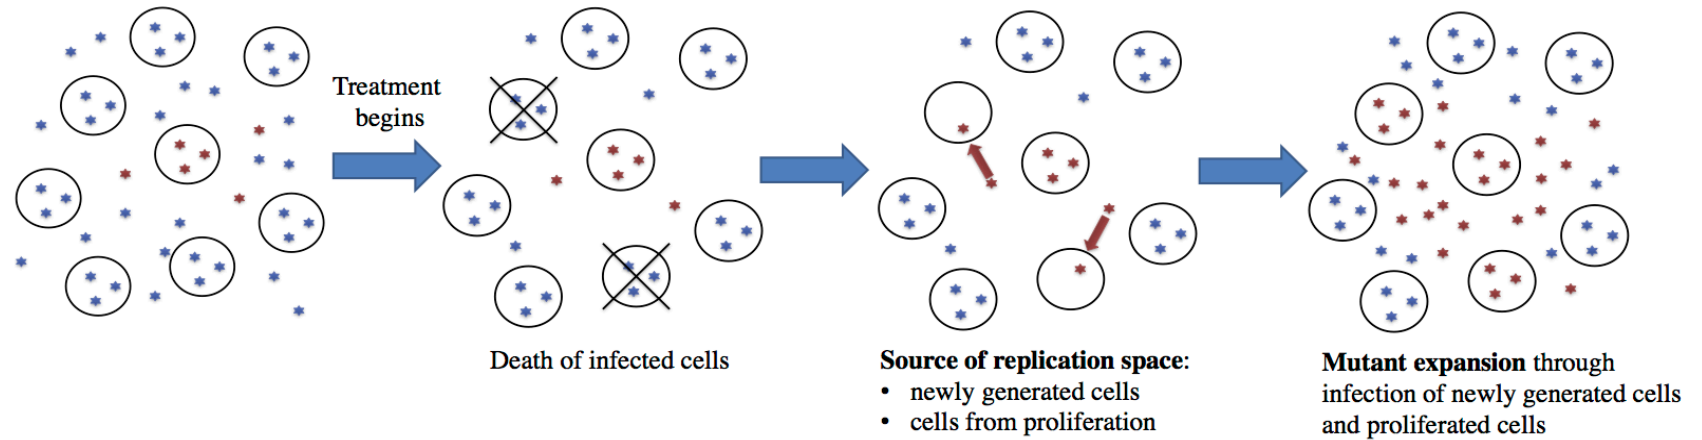 Treatment
begins
Death of infected cells
Source of replication space:
• newly generated cells
• cells from proliferation
Mutant expansion through
infection of newly generated cells
and proliferated cells